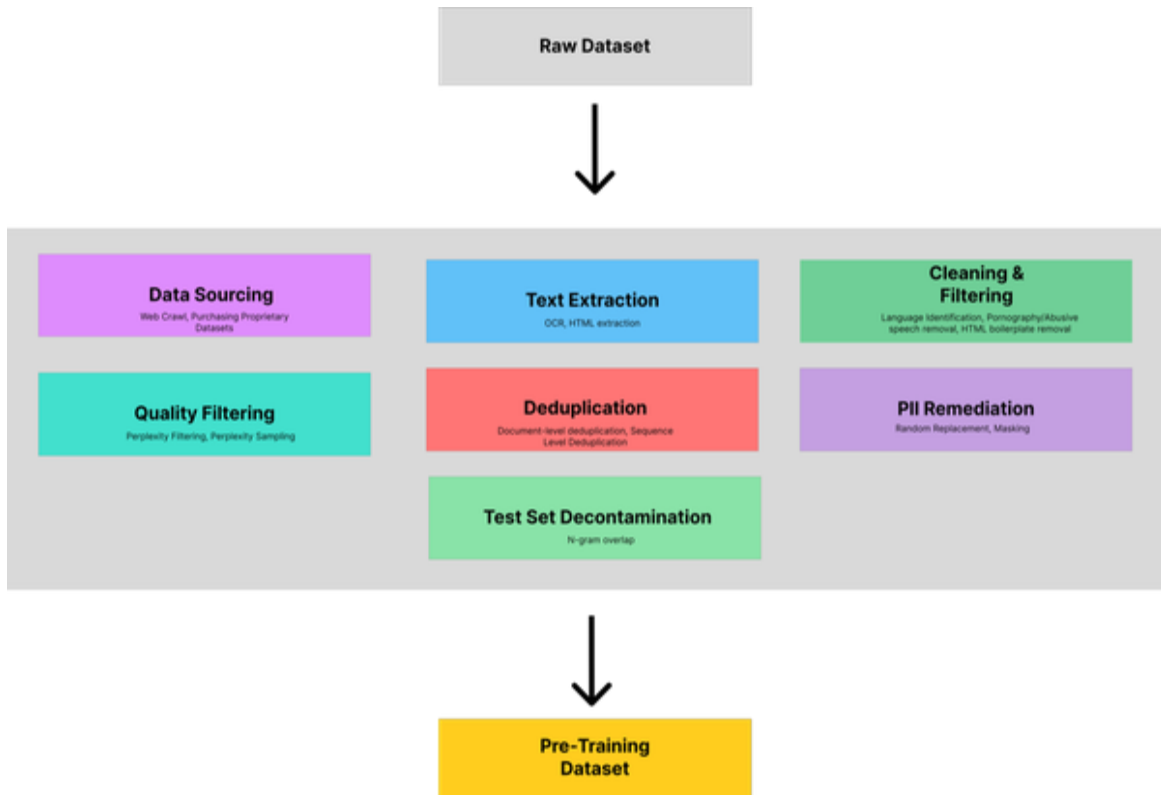 Raw Dataset
Data Sourcing
Web Crawl, Purchasing Proprietary
Datasets
Text Extraction
OCR, HTML extraction
Cleaning &
Filtering
Language Identification, Pornography/Abusive
speech removal, HTML boilerplate removal
Quality Filtering
Perplexity Filtering, Perplexity Sampling
Deduplication
Document-level deduplication, Sequence
Level Deduplication
PII Remediation
Random Replacement, Masking
Test Set Decontamination
N-gram overlap
Pre-Training
Dataset